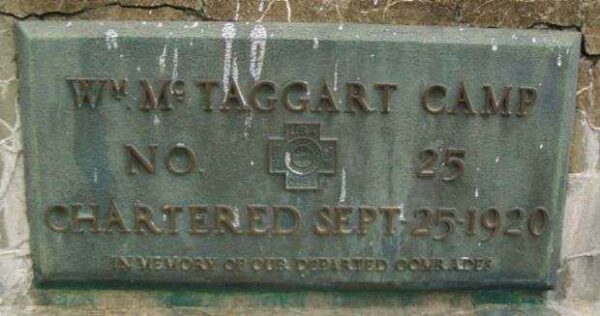 Wᴹ. Mᶜ TAGGART CAMP
NO. 25
CHARTERED SEPT-25-1920
IN MEMORY OF OUR DEPARTED COMRADES